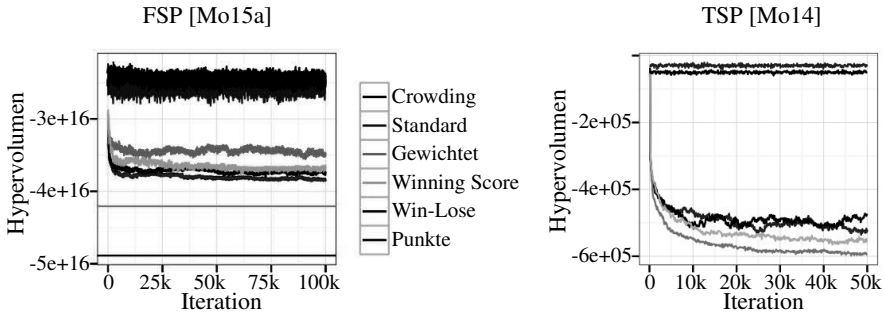 FSP [Mo15a]
Hypervolumen
-3e+16
-4e+16
-5e+16
0 25k 50k 75k 100k
Iteration
Crowding
Standard
Gewichtet
Winning Score
Win-Lose
Punkte
TSP [Mo14]
Hypervolumen
-2e+05
-4e+05
-6e+05
0 10k 20k 30k 40k 50k
Iteration